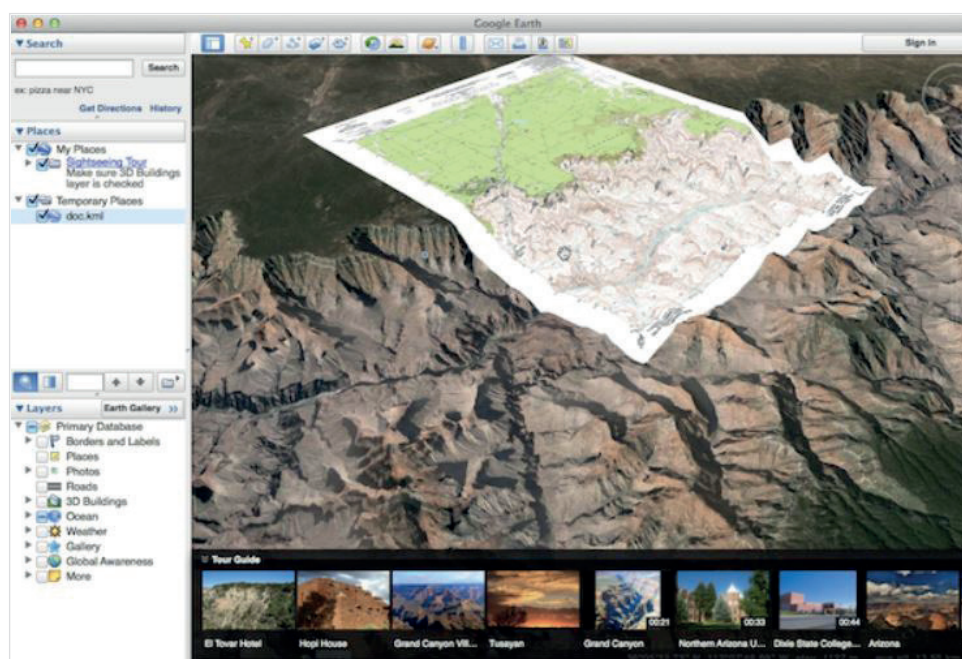 Google Earth
Search
Sign in
Search
ex: pizza near NYC
Get Directions History
Places
My Places
Sightseeing Tour
Make sure 3D Buildings
layer is checked
Temporary Places
doc.kml
Layers
Earth Gallery >>
Primary Database
Borders and Labels
Places
Photos
Roads
3D Buildings
Ocean
Weather
Gallery
Global Awareness
More
Tour Guide
00:21
00:33
00:44
El Tovar Hotel
Hopi House
Grand Canyon Vill...
Tusayan
Grand Canyon
Northern Arizona U...
Dixie State College...
Arizona